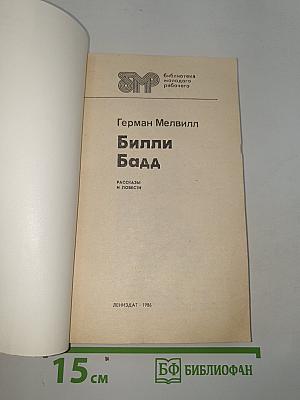 БМР
библиотека
молодого
рабочего
Герман Мелвилл
Билли
Бадд
РАССКАЗЫ
И ПОВЕСТИ
ЛЕНИЗДАТ · 1986
15 см
БФ БИБЛИОФАН